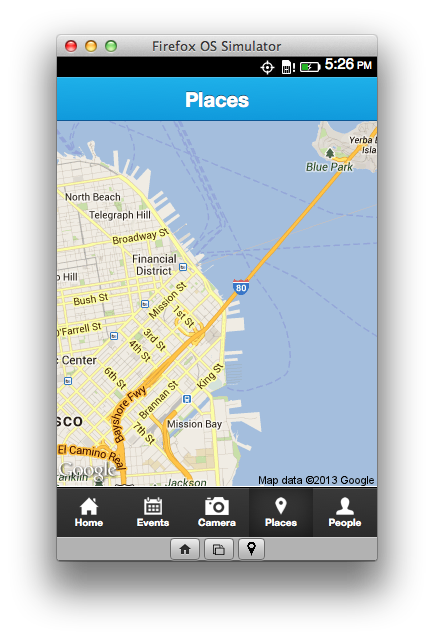 Firefox OS Simulator
5:26 PM
Places
Yerba B
Isla
Blue Park
North Beach
Telegraph Hill
Broadway St
Financial
District
p Hill
80
Mission St
Bush St
1st St
O'Farrell St
3rd St
c Center
4th St
6th St
King St
Brannan St
Bayshore Fwy
sco
Mission Bay
7th St
El Camino Real
Google
Franklin
Jackson
Map data ©2013 Google
Home
Events
Camera
Places
People